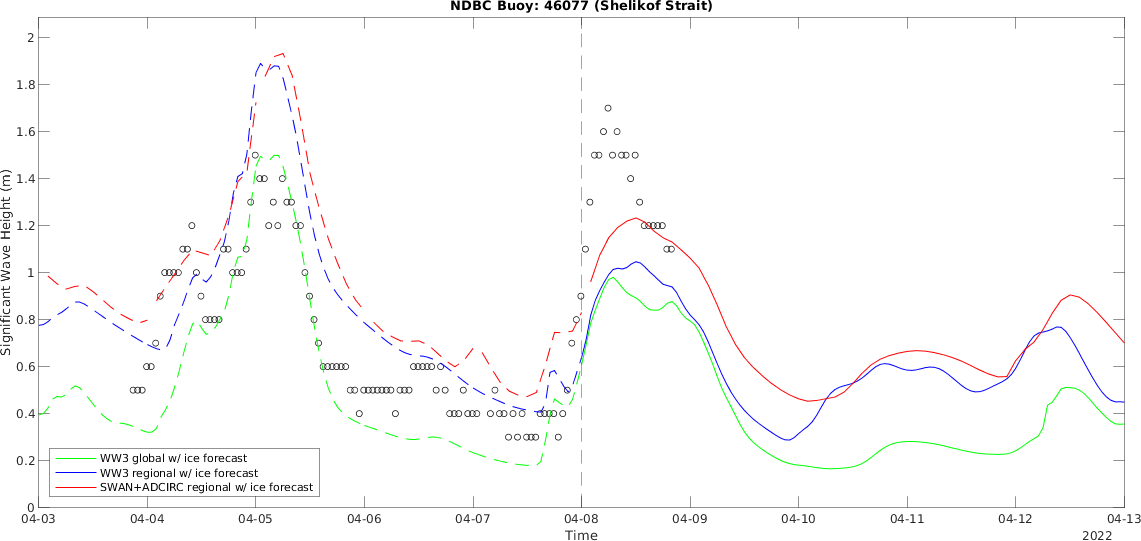 NDBC Buoy: 46077 (Shelikof Strait)
Significant Wave Height (m)
2
1.8
1.6
1.4
1.2
1
0.8
0.6
0.4
0.2
0
WW3 global w/ ice forecast
WW3 regional w/ ice forecast
SWAN+ADCIRC regional w/ ice forecast
04-03 04-04 04-05 04-06 04-07 04-08 04-09 04-10 04-11 04-12 04-13
Time
2022